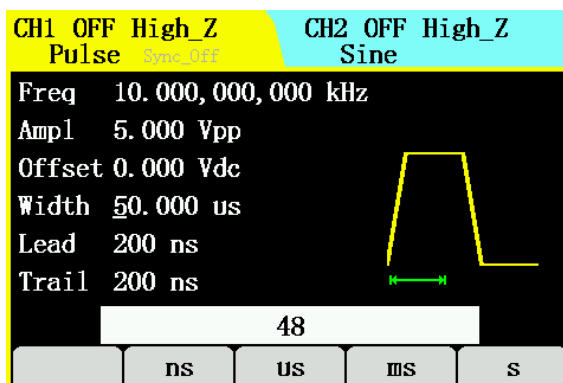 CH1 OFF High_Z CH2 OFF High_Z
Pulse Sync_Off Sine
Freq 10.000,000,000 kHz
Ampl 5.000 Vpp
Offset 0.000 Vdc
Width 50.000 us
Lead 200 ns
Trail 200 ns
48
ns us ms s